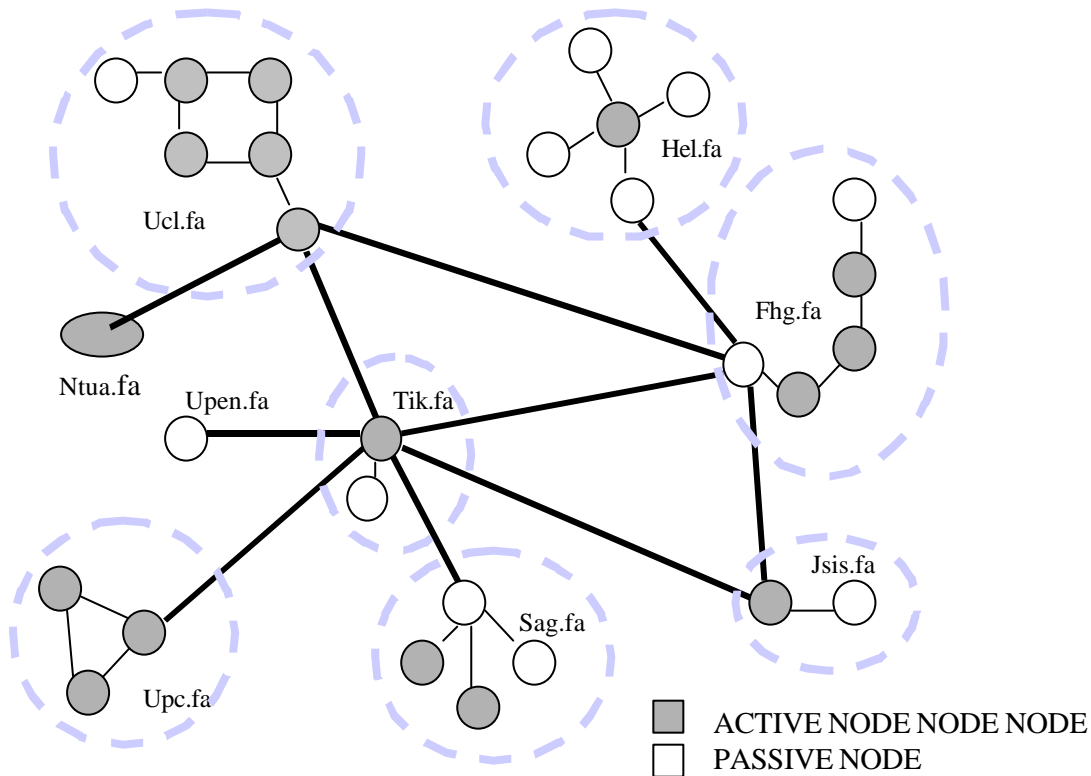 Hel.fa
Ucl.fa
Fhg.fa
Ntua.fa
Upen.fa
Tik.fa
Jsis.fa
Sag.fa
Upc.fa
ACTIVE NODE NODE NODE
PASSIVE NODE